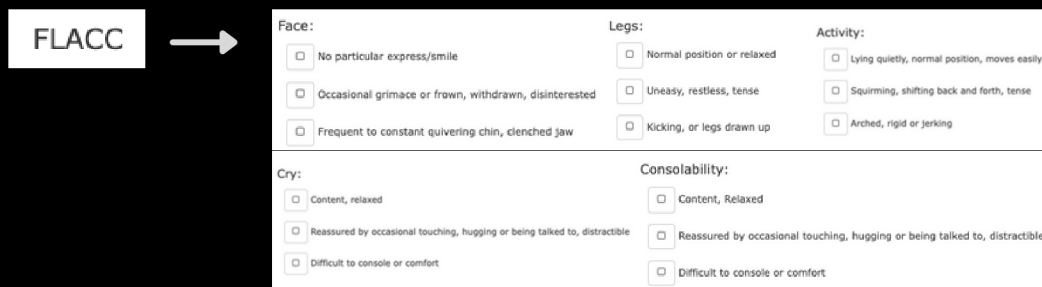 FLACC
Face:
No particular express/smile
Occasional grimace or frown, withdrawn, disinterested
Frequent to constant quivering chin, clenched jaw
Legs:
Normal position or relaxed
Uneasy, restless, tense
Kicking, or legs drawn up
Activity:
Lying quietly, normal position, moves easily
Squirming, shifting back and forth, tense
Arched, rigid or jerking
Cry:
Content, relaxed
Reassured by occasional touching, hugging or being talked to, distractible
Difficult to console or comfort
Consolability:
Content, Relaxed
Reassured by occasional touching, hugging or being talked to, distractible
Difficult to console or comfort